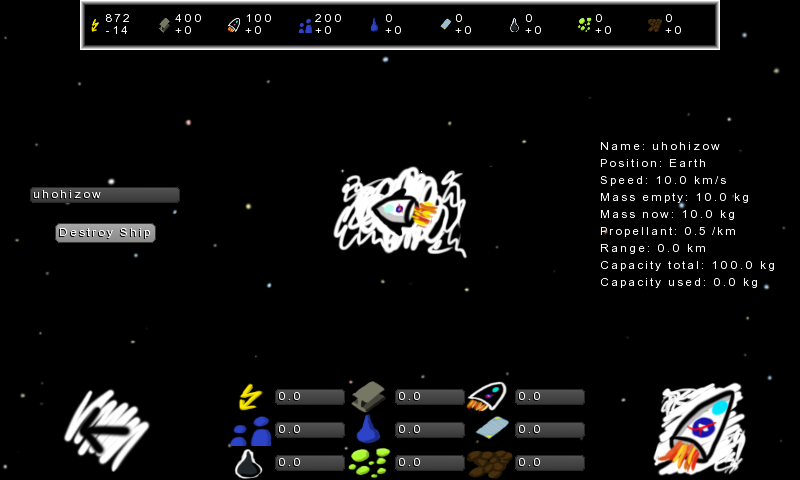 872 400 100 200 0 0 0 0 0
-14 +0 +0 +0 +0 +0 +0 +0 +0
uhohizow
Destroy Ship
Name: uhohizow
Position: Earth
Speed: 10.0 km/s
Mass empty: 10.0 kg
Mass now: 10.0 kg
Propellant: 0.5 /km
Range: 0.0 km
Capacity total: 100.0 kg
Capacity used: 0.0 kg
0.0 0.0 0.0
0.0 0.0 0.0
0.0 0.0 0.0